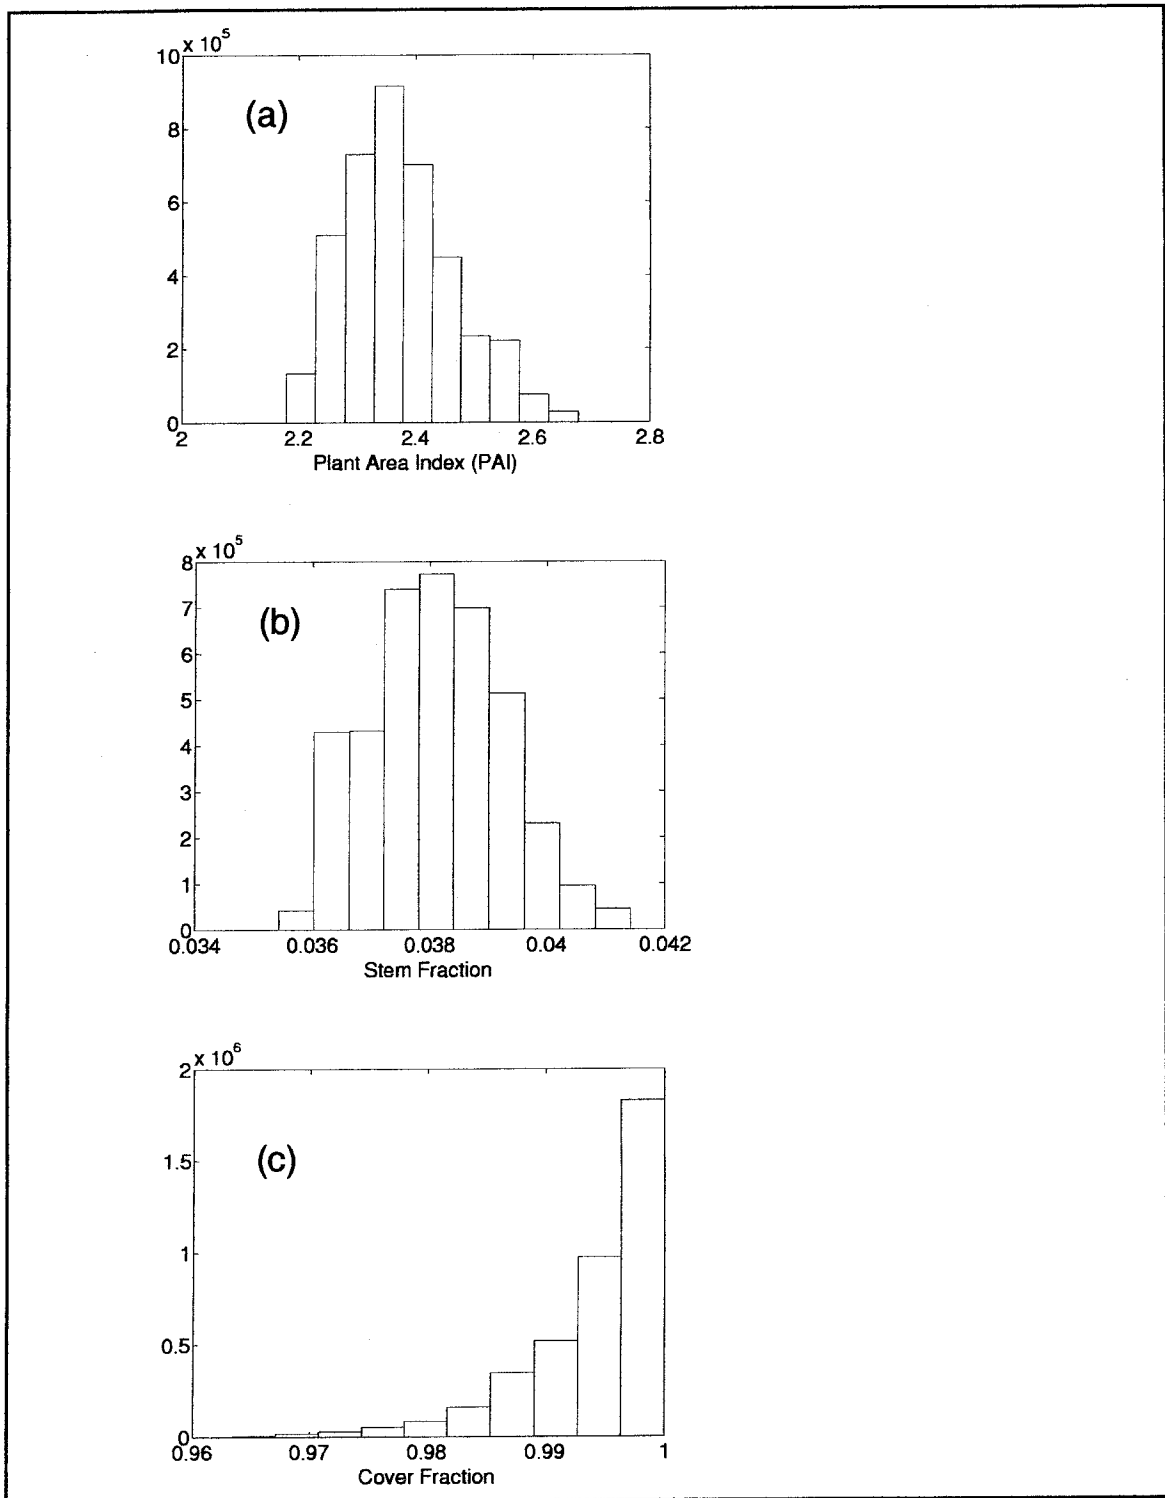 x 10^5
10
(a)
8
6
4
2
0
2 2.2 2.4 2.6 2.8
Plant Area Index (PAI)
x 10^5
8
(b)
7
6
5
4
3
2
1
0
0.034 0.036 0.038 0.04 0.042
Stem Fraction
x 10^6
2
(c)
1.5
1
0.5
0
0.96 0.97 0.98 0.99 1
Cover Fraction